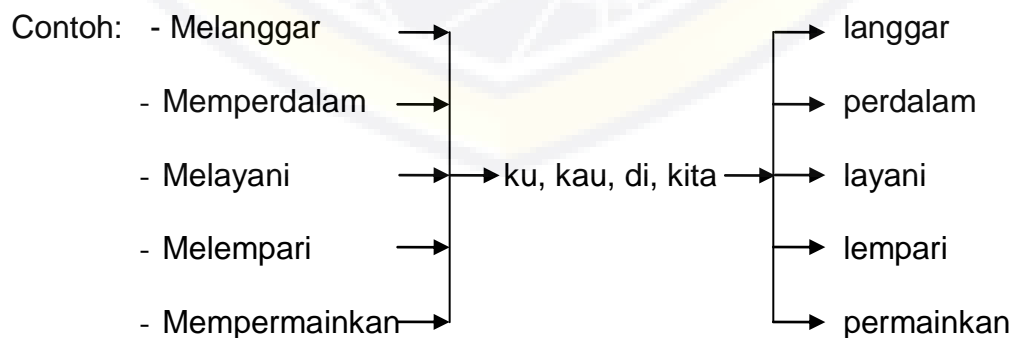 Contoh: - Melanggar langgar
- Memperdalam perdalam
- Melayani ku, kau, di, kita layani
- Melempari lempari
- Mempermainkan permainkan